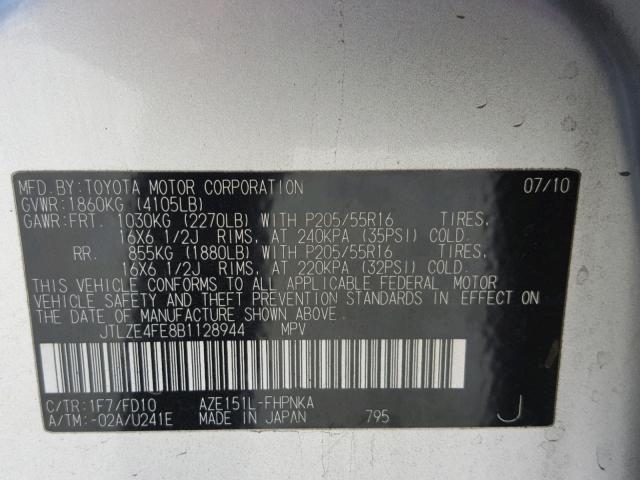 MFD.BY:TOYOTA MOTOR CORPORATION 07/10
GVWR:1860KG (4105LB)
GAWR:FRT. 1030KG (2270LB) WITH P205/55R16 TIRES,
16X6 1/2J RIMS, AT 240KPA (35PSI) COLD.
RR. 855KG (1880LB) WITH P205/55R16 TIRES,
16X6 1/2J RIMS, AT 220KPA (32PSI) COLD.
THIS VEHICLE CONFORMS TO ALL APPLICABLE FEDERAL MOTOR
VEHICLE SAFETY AND THEFT PREVENTION STANDARDS IN EFFECT ON
THE DATE OF MANUFACTURE SHOWN ABOVE.
JTLZE4FE8B1128944 MPV
C/TR:1F7/FD10 AZE151L-FHPNKA
A/TM:-02A/U241E MADE IN JAPAN 795 J